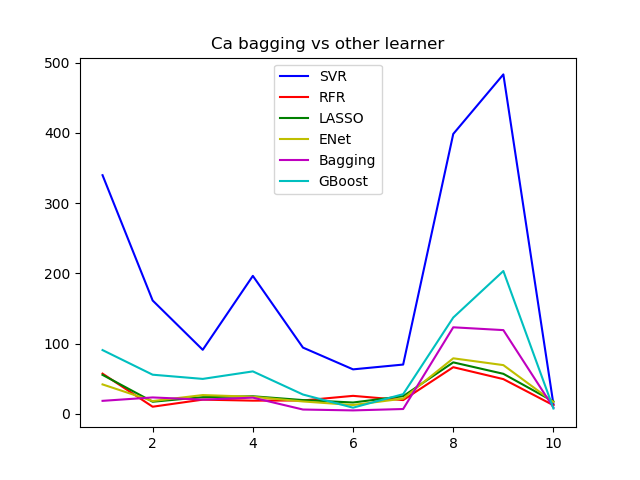 Ca bagging vs other learner
500
400
300
200
100
0
SVR
RFR
LASSO
ENet
Bagging
GBoost
2 4 6 8 10